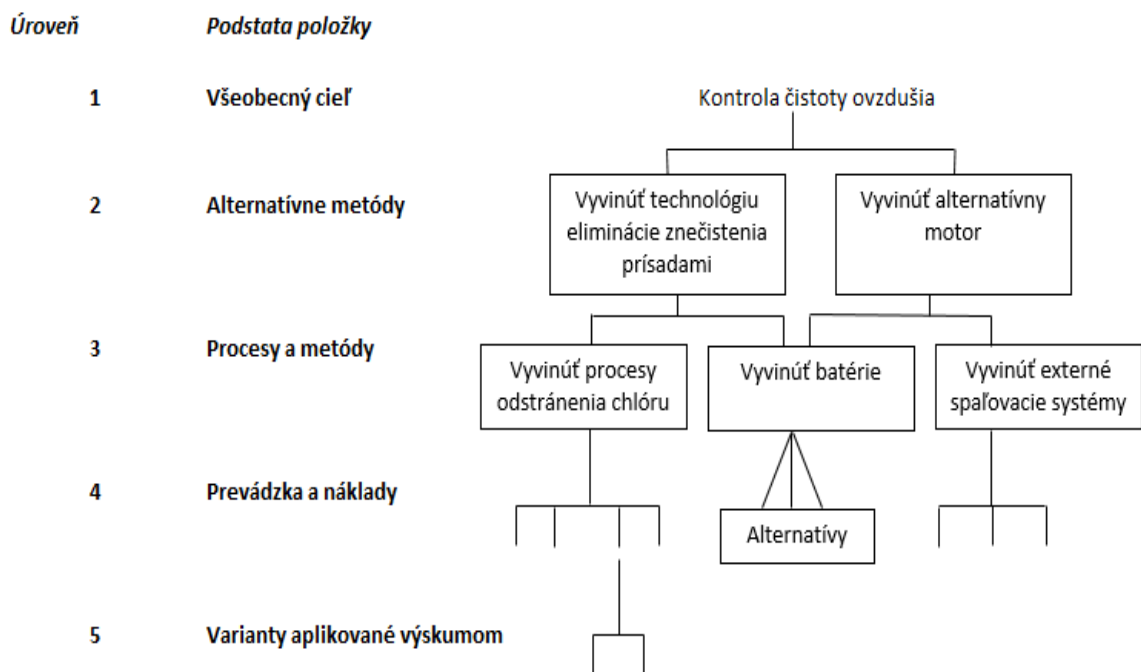 Úroveň Podstata položky
1 Všeobecný cieľ Kontrola čistoty ovzdušia
2 Alternatívne metódy
Vyvinúť technológiu
eliminácie znečistenia
prísadami
Vyvinúť alternatívny
motor
3 Procesy a metódy
Vyvinúť procesy
odstránenia chlóru
Vyvinúť batérie
Vyvinúť externé
spaľovacie systémy
4 Prevádzka a náklady
Alternatívy
5 Varianty aplikované výskumom